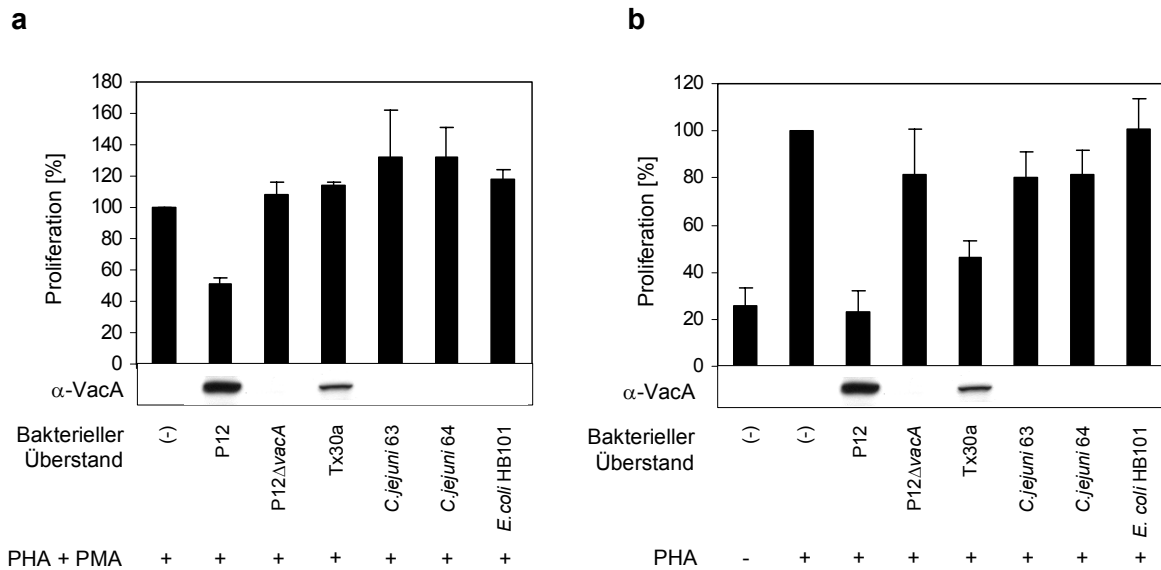 a
Proliferation [%]
180
160
140
120
100
80
60
40
20
0
α-VacA
Bakterieller Überstand
(-)
P12
P12ΔvacA
Tx30a
C.jejuni 63
C.jejuni 64
E.coli HB101
PHA + PMA + + + + + + +
b
Proliferation [%]
120
100
80
60
40
20
0
α-VacA
Bakterieller Überstand
(-)
(-)
P12
P12ΔvacA
Tx30a
C.jejuni 63
C.jejuni 64
E. coli HB101
PHA - + + + + + + +